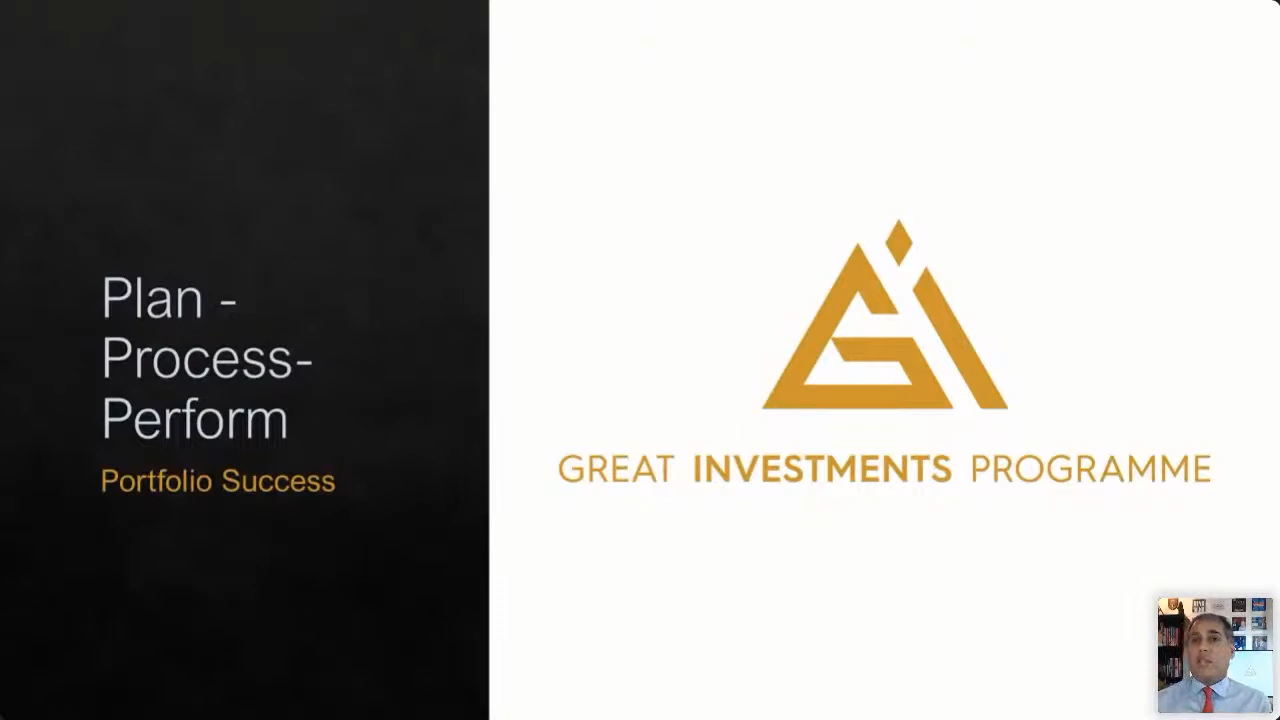 Plan -
Process-
Perform
Portfolio Success
GREAT INVESTMENTS PROGRAMME